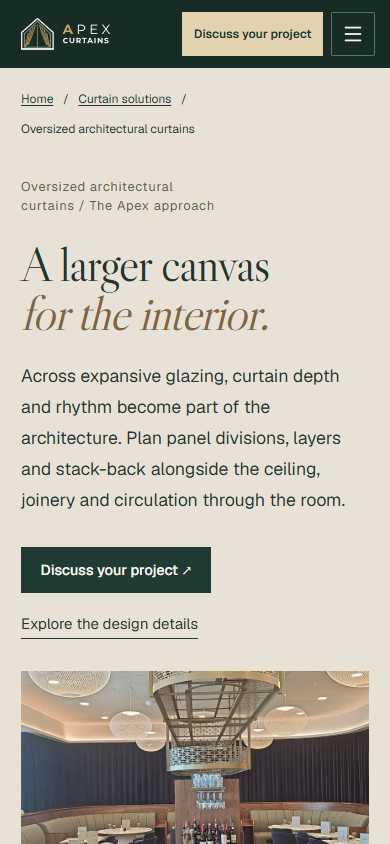 APEX
CURTAINS
Discuss your project
Home / Curtain solutions /
Oversized architectural curtains
Oversized architectural
curtains / The Apex approach
A larger canvas
for the interior.
Across expansive glazing, curtain depth
and rhythm become part of the
architecture. Plan panel divisions, layers
and stack-back alongside the ceiling,
joinery and circulation through the room.
Discuss your project ↗
Explore the design details